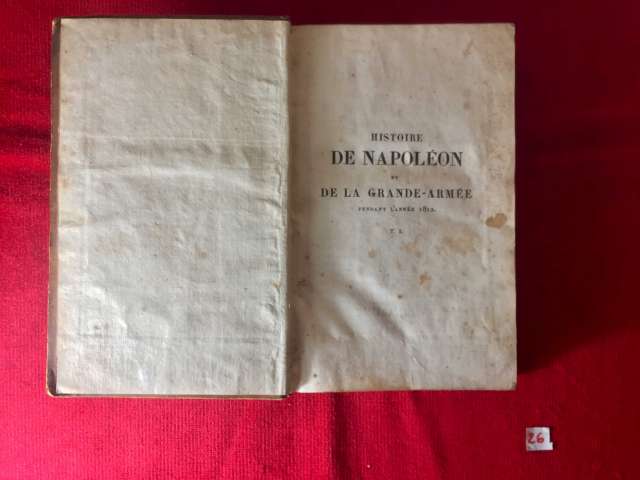 HISTOIRE
DE NAPOLÉON
ET
DE LA GRANDE-ARMÉE
PENDANT L'ANNÉE 1812.
T. I.
26